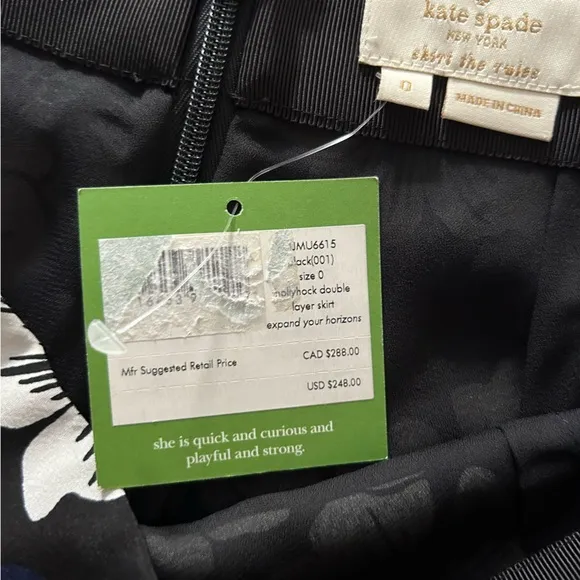 kate spade
NEW YORK
skirt the rules
0
MADE IN CHINA
JMU6615
lack(001)
size 0
hollyhock double
layer skirt
expand your horizons
Mfr Suggested Retail Price
CAD $288.00
USD $248.00
she is quick and curious and
playful and strong.